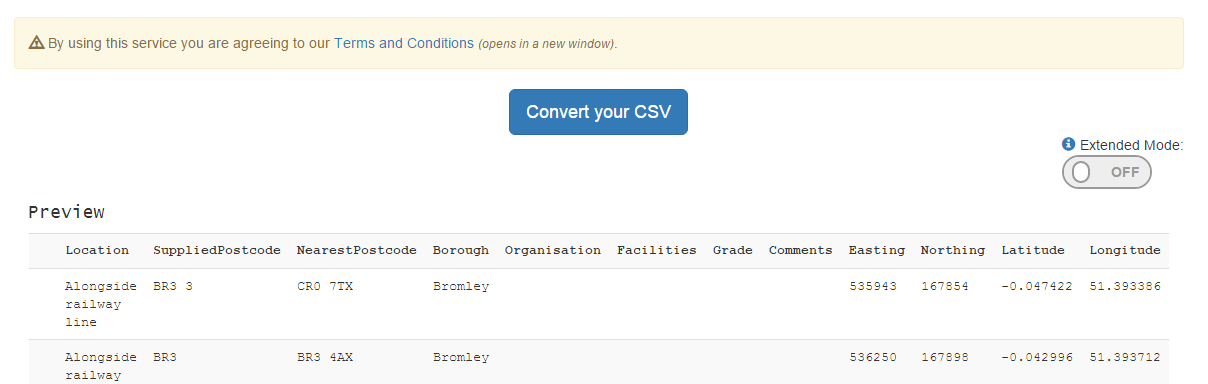 By using this service you are agreeing to our Terms and Conditions (opens in a new window).
Convert your CSV
Extended Mode:
OFF
Preview
Location SuppliedPostcode NearestPostcode Borough Organisation Facilities Grade Comments Easting Northing Latitude Longitude
Alongside BR3 3 CR0 7TX Bromley 535943 167854 -0.047422 51.393386
railway
line
Alongside BR3 BR3 4AX Bromley 536250 167898 -0.042996 51.393712
railway